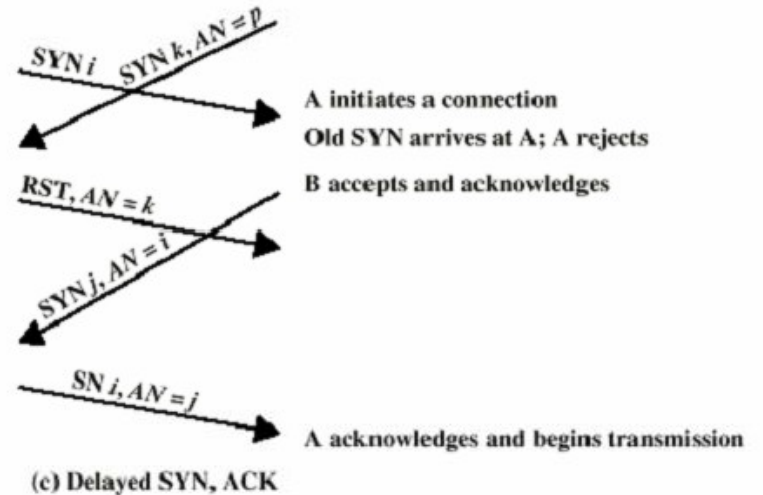 SYN i
SYN k, AN = p
A initiates a connection
Old SYN arrives at A; A rejects
RST, AN = k
B accepts and acknowledges
SYN j, AN = i
SN i, AN = j
A acknowledges and begins transmission
(c) Delayed SYN, ACK